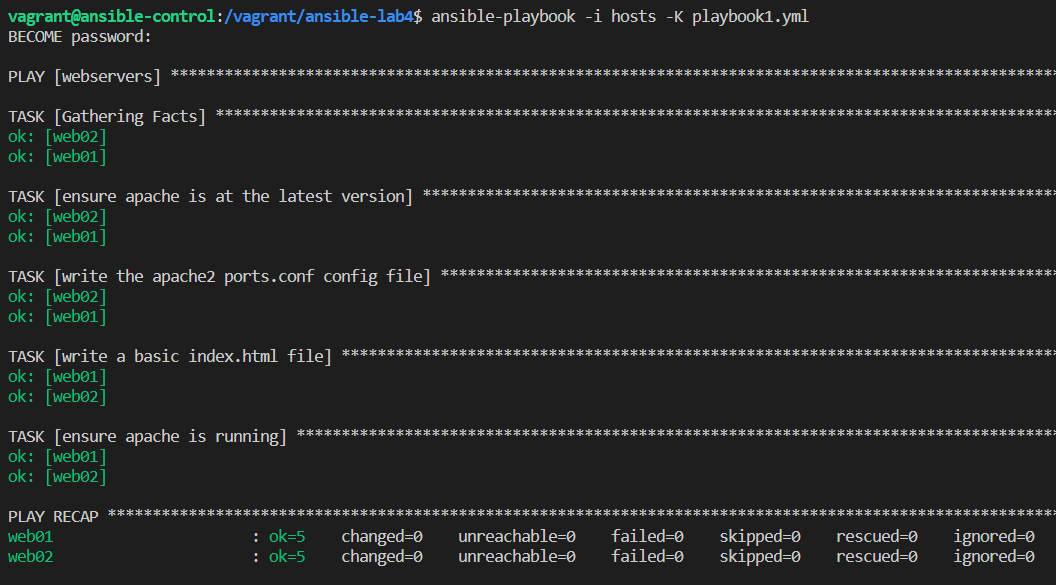 vagrant@ansible-control:/vagrant/ansible-lab4$ ansible-playbook -i hosts -K playbook1.yml
BECOME password:
PLAY [webservers] **************************************************************************************************
TASK [Gathering Facts] *********************************************************************************************
ok: [web02]
ok: [web01]
TASK [ensure apache is at the latest version] **********************************************************************
ok: [web02]
ok: [web01]
TASK [write the apache2 ports.conf config file] ********************************************************************
ok: [web02]
ok: [web01]
TASK [write a basic index.html file] *******************************************************************************
ok: [web01]
ok: [web02]
TASK [ensure apache is running] ************************************************************************************
ok: [web01]
ok: [web02]
PLAY RECAP *********************************************************************************************************
web01                      : ok=5    changed=0    unreachable=0    failed=0    skipped=0    rescued=0    ignored=0
web02                      : ok=5    changed=0    unreachable=0    failed=0    skipped=0    rescued=0    ignored=0